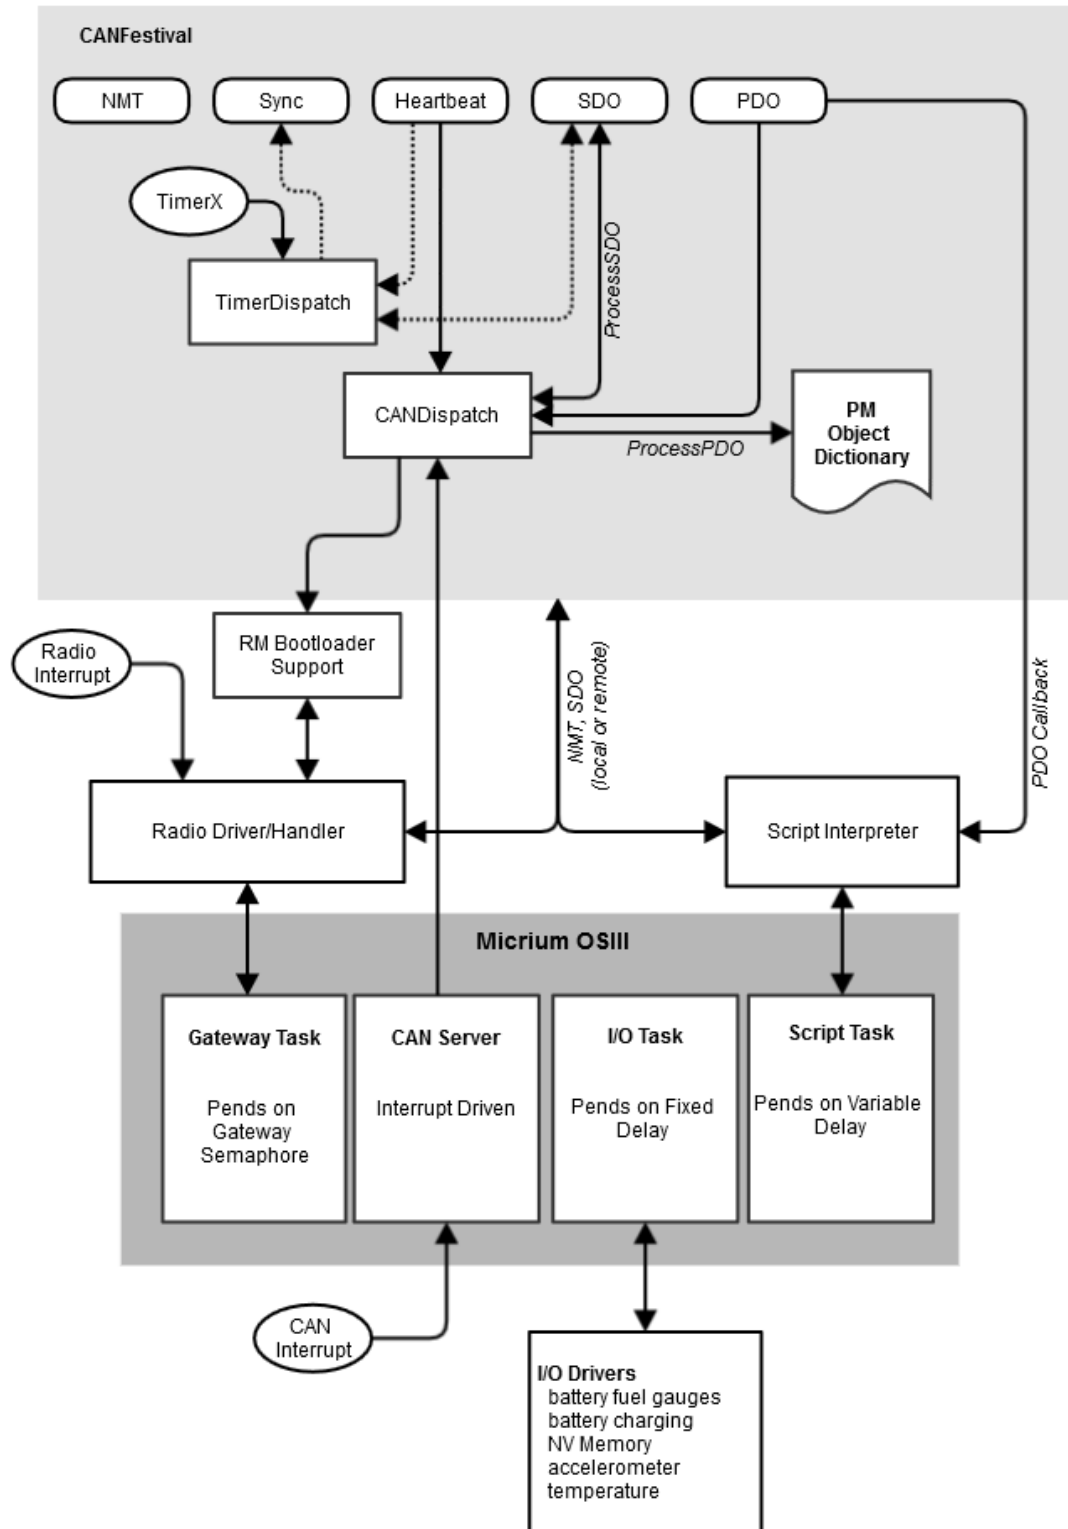 CANFestival
NMT
Sync
Heartbeat
SDO
PDO
TimerX
TimerDispatch
ProcessSDO
CANDispatch
ProcessPDO
PM
Object
Dictionary
RM Bootloader
Support
Radio
Interrupt
NMT, SDO
(local or remote)
PDO Callback
Radio Driver/Handler
Script Interpreter
Micrium OSIII
Gateway Task
Pends on
Gateway
Semaphore
CAN Server
Interrupt Driven
I/O Task
Pends on Fixed
Delay
Script Task
Pends on Variable
Delay
CAN
Interrupt
I/O Drivers
battery fuel gauges
battery charging
NV Memory
accelerometer
temperature